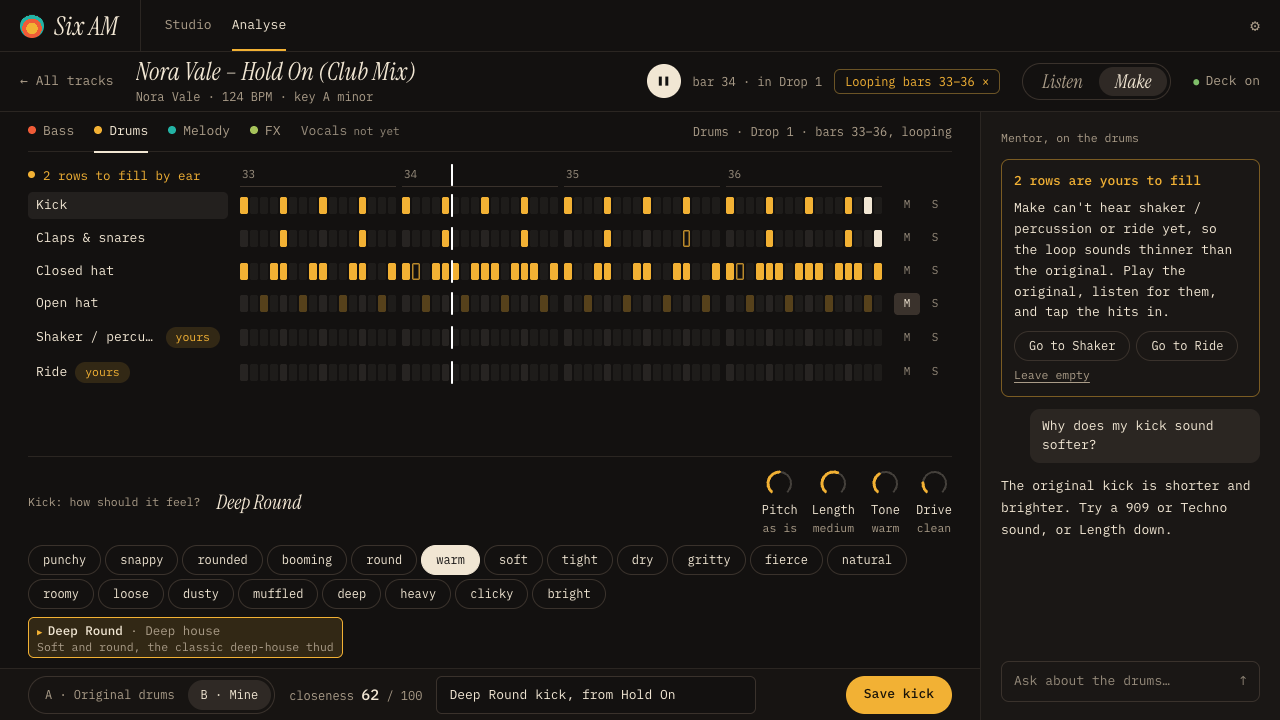 Six AM
Studio
Analyse
⚙
← All tracks
Nora Vale – Hold On (Club Mix)
Nora Vale · 124 BPM · key A minor
bar 34 · in Drop 1
Looping bars 33–36 ×
Listen
Make
Deck on
Bass
Drums
Melody
FX
Vocals not yet
Drums · Drop 1 · bars 33–36, looping
2 rows to fill by ear
33
34
35
36
Kick
M
S
Claps & snares
M
S
Closed hat
M
S
Open hat
M
S
Shaker / percu…
yours
M
S
Ride
yours
M
S
Kick: how should it feel?
Deep Round
Pitch
as is
Length
medium
Tone
warm
Drive
clean
punchy
snappy
rounded
booming
round
warm
soft
tight
dry
gritty
fierce
natural
roomy
loose
dusty
muffled
deep
heavy
clicky
bright
▸ Deep Round · Deep house
Soft and round, the classic deep-house thud
A · Original drums
B · Mine
closeness 62 / 100
Deep Round kick, from Hold On
Save kick
Mentor, on the drums
2 rows are yours to fill
Make can't hear shaker /
percussion or ride yet, so
the loop sounds thinner than
the original. Play the
original, listen for them,
and tap the hits in.
Go to Shaker
Go to Ride
Leave empty
Why does my kick sound
softer?
The original kick is shorter and
brighter. Try a 909 or Techno
sound, or Length down.
Ask about the drums…
↑